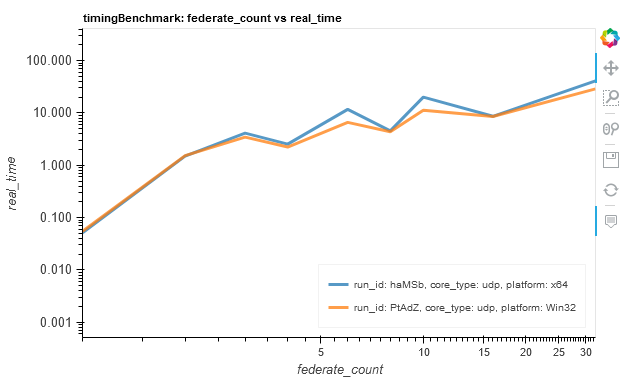 timingBenchmark: federate_count vs real_time
100.000
10.000
1.000
0.100
0.010
0.001
real_time
run_id: haMSb, core_type: udp, platform: x64
run_id: PtAdZ, core_type: udp, platform: Win32
5 10 15 20 25 30
federate_count